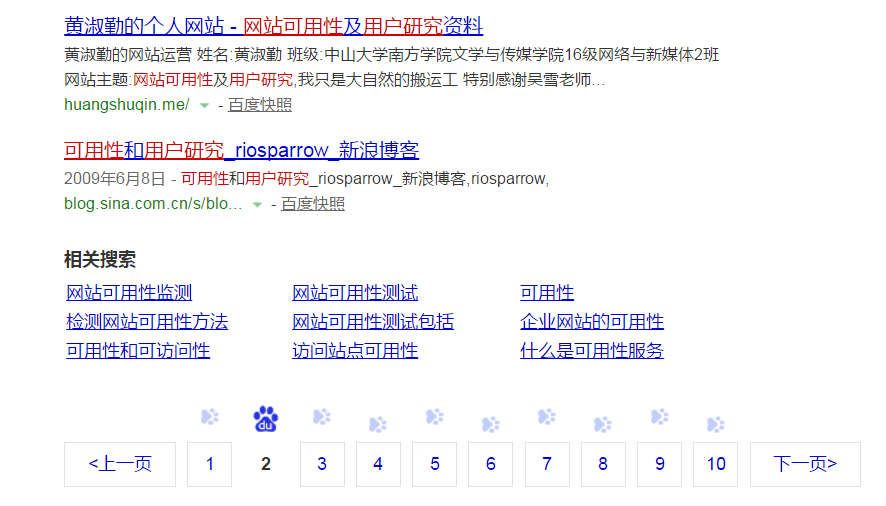 黄淑勤的个人网站 - 网站可用性及用户研究资料
黄淑勤的网站运营 姓名:黄淑勤 班级:中山大学南方学院文学与传媒学院16级网络与新媒体2班
网站主题:网站可用性及用户研究,我只是大自然的搬运工 特别感谢吴雪老师...
huangshuqin.me/ - 百度快照
可用性和用户研究_riosparrow_新浪博客
2009年6月8日 - 可用性和用户研究_riosparrow_新浪博客,riosparrow,
blog.sina.com.cn/s/blo... - 百度快照
相关搜索
网站可用性监测 网站可用性测试 可用性
检测网站可用性方法 网站可用性测试包括 企业网站的可用性
可用性和可访问性 访问站点可用性 什么是可用性服务
du
<上一页 1 2 3 4 5 6 7 8 9 10 下一页>